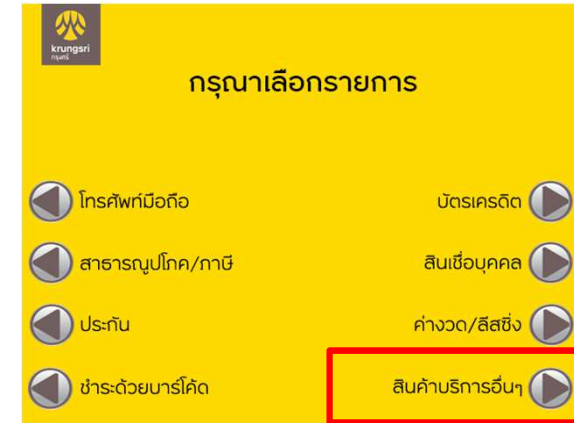 krungsri
กรุงศรี
กรุณาเลือกรายการ
โทรศัพท์มือถือ
บัตรเครดิต
สาธารณูปโภค/ภาษี
สินเชื่อบุคคล
ประกัน
ค่างวด/ลีสซิ่ง
ชำระด้วยบาร์โค้ด
สินค้าบริการอื่นๆ